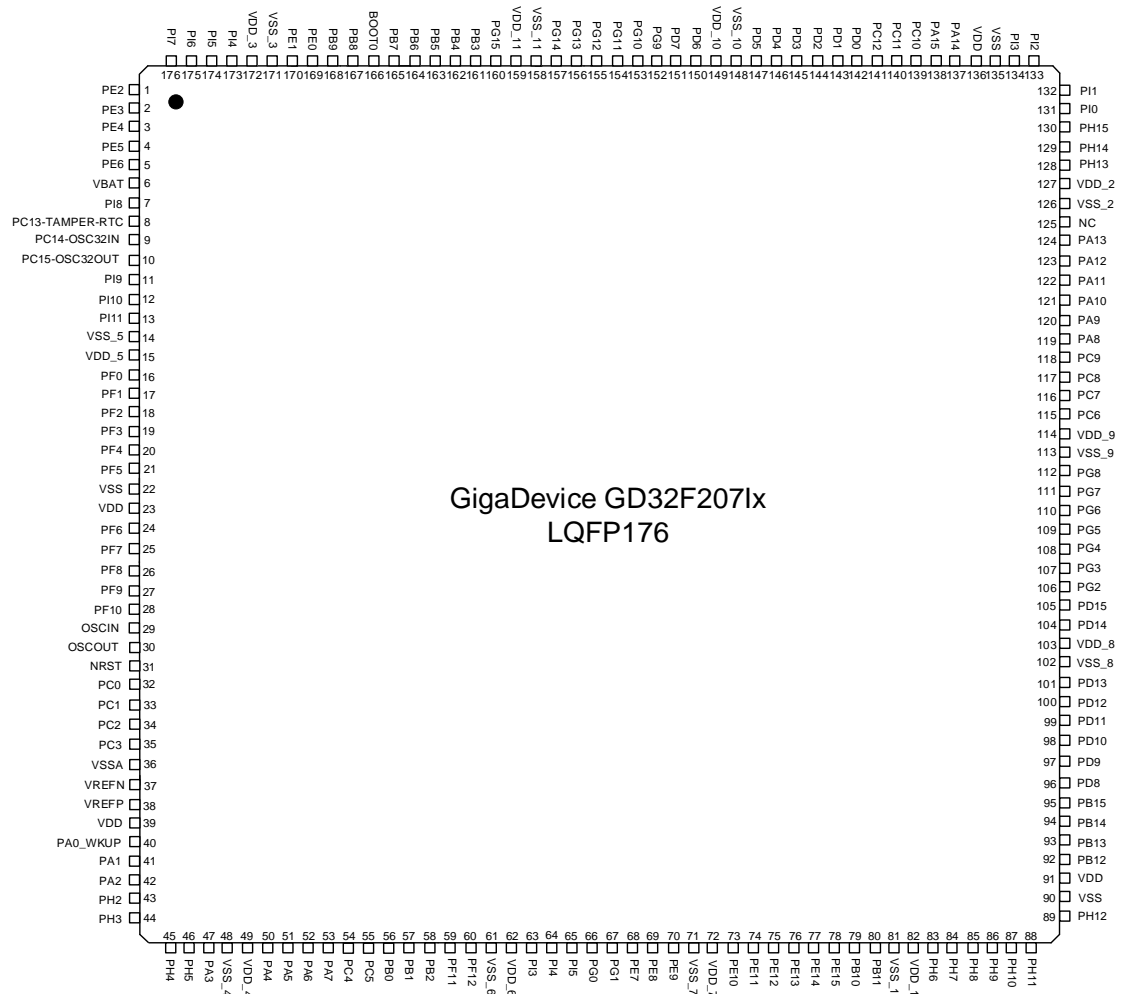 PI7 PI6 PI5 PI4 VDD_3 VSS_3 PE1 PE0 PB9 PB8 BOOT0 PB7 PB6 PB5 PB4 PB3 PG15 VDD_11 VSS_11 PG14 PG13 PG12 PG11 PG10 PG9 PD7 PD6 VDD_10 VSS_10 PD5 PD4 PD3 PD2 PD1 PD0 PC12 PC11 PC10 PA15 PA14 VDD VSS PI3 PI2
176 175 174 173 172 171 170 169 168 167 166 165 164 163 162 161 160 159 158 157 156 155 154 153 152 151 150 149 148 147 146 145 144 143 142 141 140 139 138 137 136 135 134 133
PE2 1
PE3 2
PE4 3
PE5 4
PE6 5
VBAT 6
PI8 7
PC13-TAMPER-RTC 8
PC14-OSC32IN 9
PC15-OSC32OUT 10
PI9 11
PI10 12
PI11 13
VSS_5 14
VDD_5 15
PF0 16
PF1 17
PF2 18
PF3 19
PF4 20
PF5 21
VSS 22
VDD 23
PF6 24
PF7 25
PF8 26
PF9 27
PF10 28
OSCIN 29
OSCOUT 30
NRST 31
PC0 32
PC1 33
PC2 34
PC3 35
VSSA 36
VREFN 37
VREFP 38
VDD 39
PA0_WKUP 40
PA1 41
PA2 42
PH2 43
PH3 44
GigaDevice GD32F207Ix
LQFP176
132 PI1
131 PI0
130 PH15
129 PH14
128 PH13
127 VDD_2
126 VSS_2
125 NC
124 PA13
123 PA12
122 PA11
121 PA10
120 PA9
119 PA8
118 PC9
117 PC8
116 PC7
115 PC6
114 VDD_9
113 VSS_9
112 PG8
111 PG7
110 PG6
109 PG5
108 PG4
107 PG3
106 PG2
105 PD15
104 PD14
103 VDD_8
102 VSS_8
101 PD13
100 PD12
99 PD11
98 PD10
97 PD9
96 PD8
95 PB15
94 PB14
93 PB13
92 PB12
91 VDD
90 VSS
89 PH12
45 46 47 48 49 50 51 52 53 54 55 56 57 58 59 60 61 62 63 64 65 66 67 68 69 70 71 72 73 74 75 76 77 78 79 80 81 82 83 84 85 86 87 88
PH4 PH5 PA3 VSS_4 VDD_4 PA4 PA5 PA6 PA7 PC4 PC5 PB0 PB1 PB2 PF11 PF12 VSS_6 VDD_6 PI3 PI4 PI5 PG0 PG1 PE7 PE8 PE9 VSS_7 VDD_7 PE10 PE11 PE12 PE13 PE14 PE15 PB10 PB11 VSS_1 VDD_1 PH6 PH7 PH8 PH9 PH10 PH11